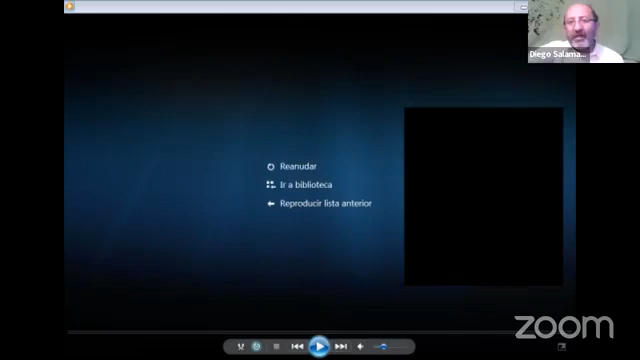 Diego Salama...
Reanudar
Ir a biblioteca
Reproducir lista anterior
zoom